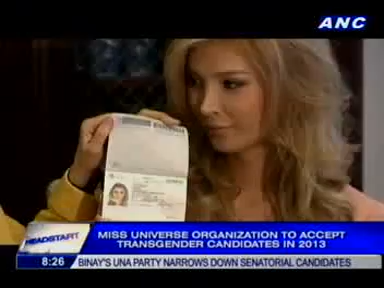 ANC
HEADSTART
MISS UNIVERSE ORGANIZATION TO ACCEPT
TRANSGENDER CANDIDATES IN 2013
8:26 BINAY'S UNA PARTY NARROWS DOWN SENATORIAL CANDIDATES